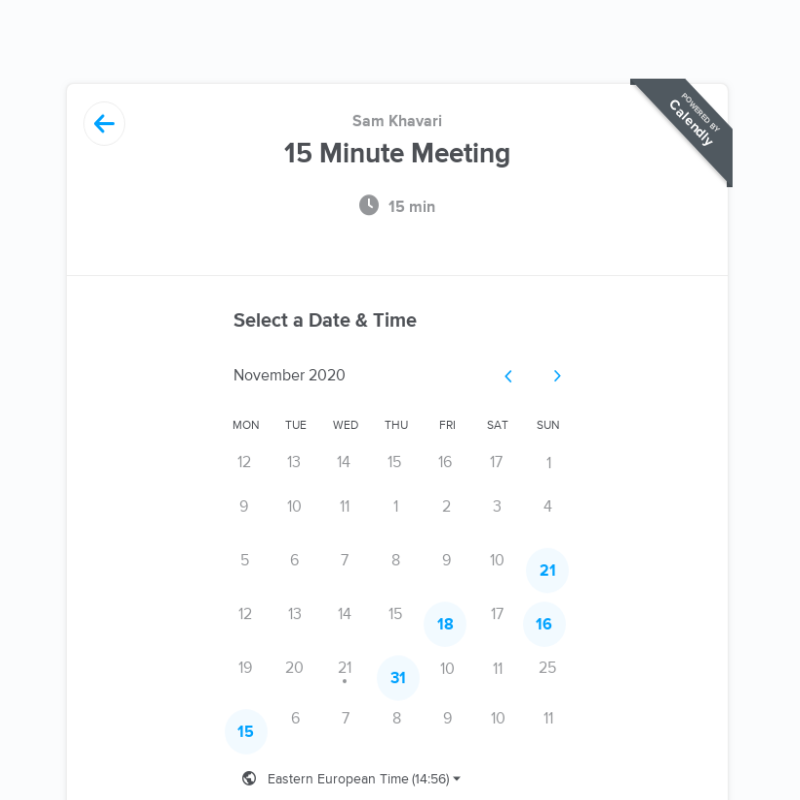 POWERED BY
Calendly
Sam Khavari
15 Minute Meeting
15 min
Select a Date & Time
November 2020
MON TUE WED THU FRI SAT SUN
12 13 14 15 16 17 1
9 10 11 1 2 3 4
5 6 7 8 9 10 21
12 13 14 15 18 17 16
19 20 21 31 10 11 25
15 6 7 8 9 10 11
Eastern European Time (14:56)